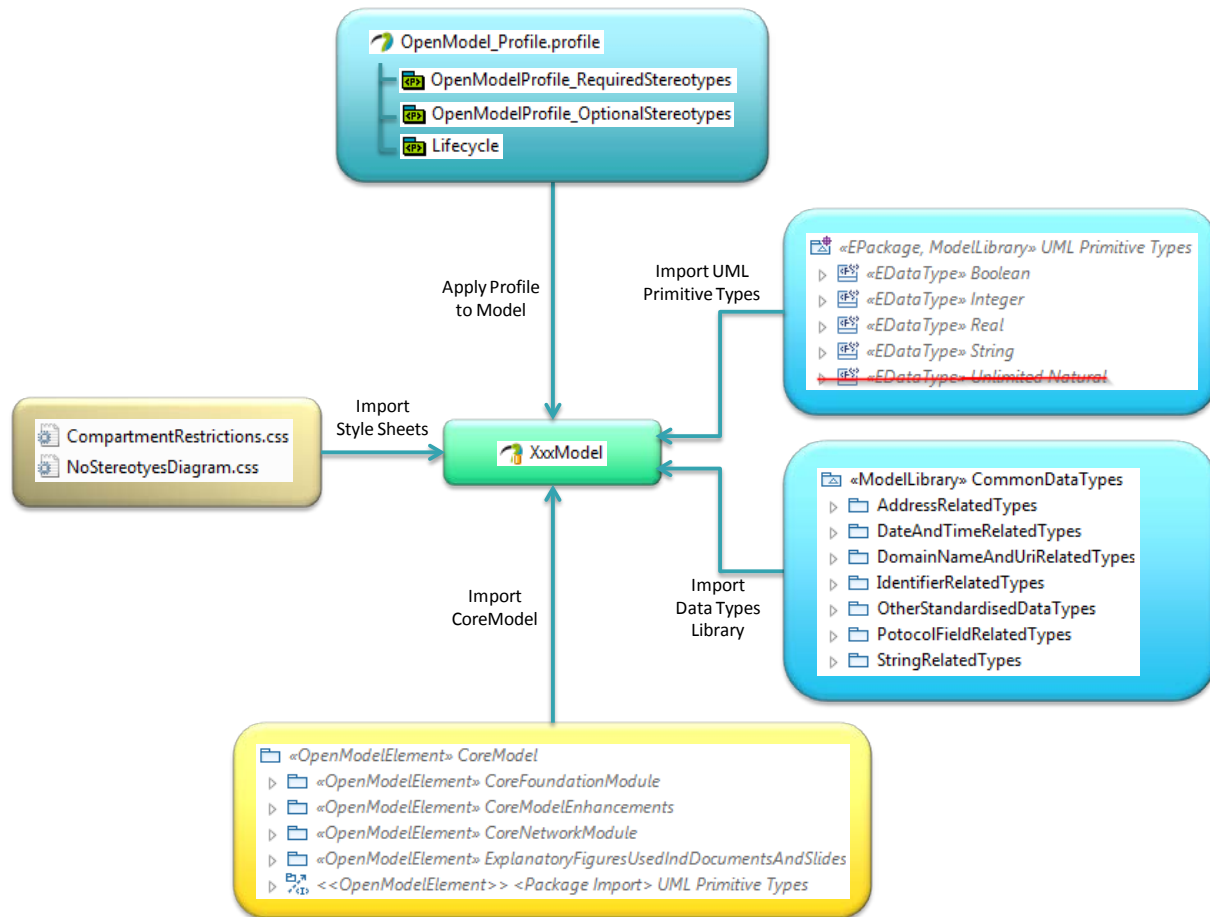 OpenModel_Profile.profile
OpenModelProfile_RequiredStereotypes
OpenModelProfile_OptionalStereotypes
Lifecycle
Apply Profile
to Model
Import UML
Primitive Types
«EPackage, ModelLibrary» UML Primitive Types
«EDataType» Boolean
«EDataType» Integer
«EDataType» Real
«EDataType» String
«EDataType» Unlimited Natural
CompartmentRestrictions.css
NoStereotyesDiagram.css
Import
Style Sheets
XxxModel
«ModelLibrary» CommonDataTypes
AddressRelatedTypes
DateAndTimeRelatedTypes
DomainNameAndUriRelatedTypes
IdentifierRelatedTypes
OtherStandardisedDataTypes
PotocolFieldRelatedTypes
StringRelatedTypes
Import
Data Types
Library
Import
CoreModel
«OpenModelElement» CoreModel
«OpenModelElement» CoreFoundationModule
«OpenModelElement» CoreModelEnhancements
«OpenModelElement» CoreNetworkModule
«OpenModelElement» ExplanatoryFiguresUsedIndDocumentsAndSlides
<<OpenModelElement>> <Package Import> UML Primitive Types